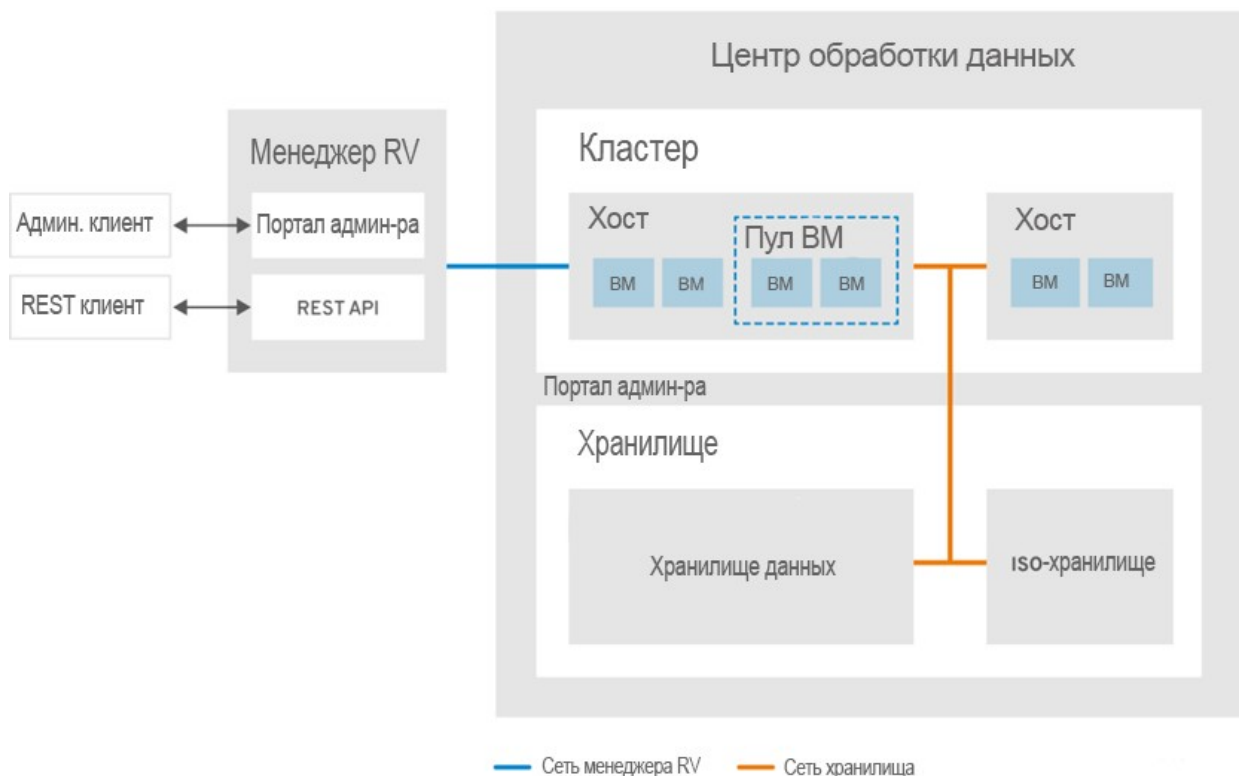 Центр обработки данных
Менеджер RV
Кластер
Админ. клиент
Портал админ-ра
Хост
Пул ВМ
Хост
ВМ
ВМ
ВМ
ВМ
ВМ
ВМ
REST клиент
REST API
Портал админ-ра
Хранилище
Хранилище данных
ISO-хранилище
Сеть менеджера RV
Сеть хранилища